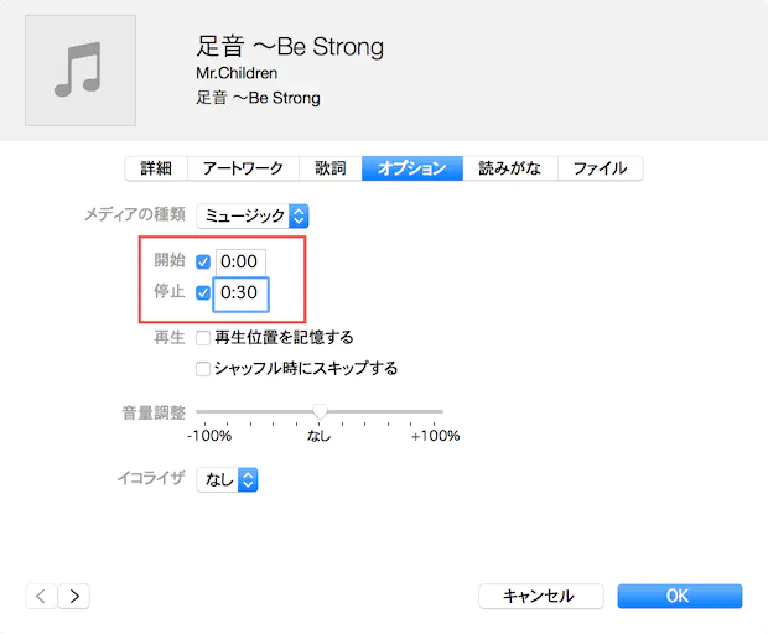 足音 〜Be Strong
Mr.Children
足音 〜Be Strong
詳細 アートワーク 歌詞 オプション 読みがな ファイル
メディアの種類 ミュージック
開始 0:00
停止 0:30
再生 再生位置を記憶する
シャッフル時にスキップする
音量調整
-100% なし +100%
イコライザ なし
キャンセル OK